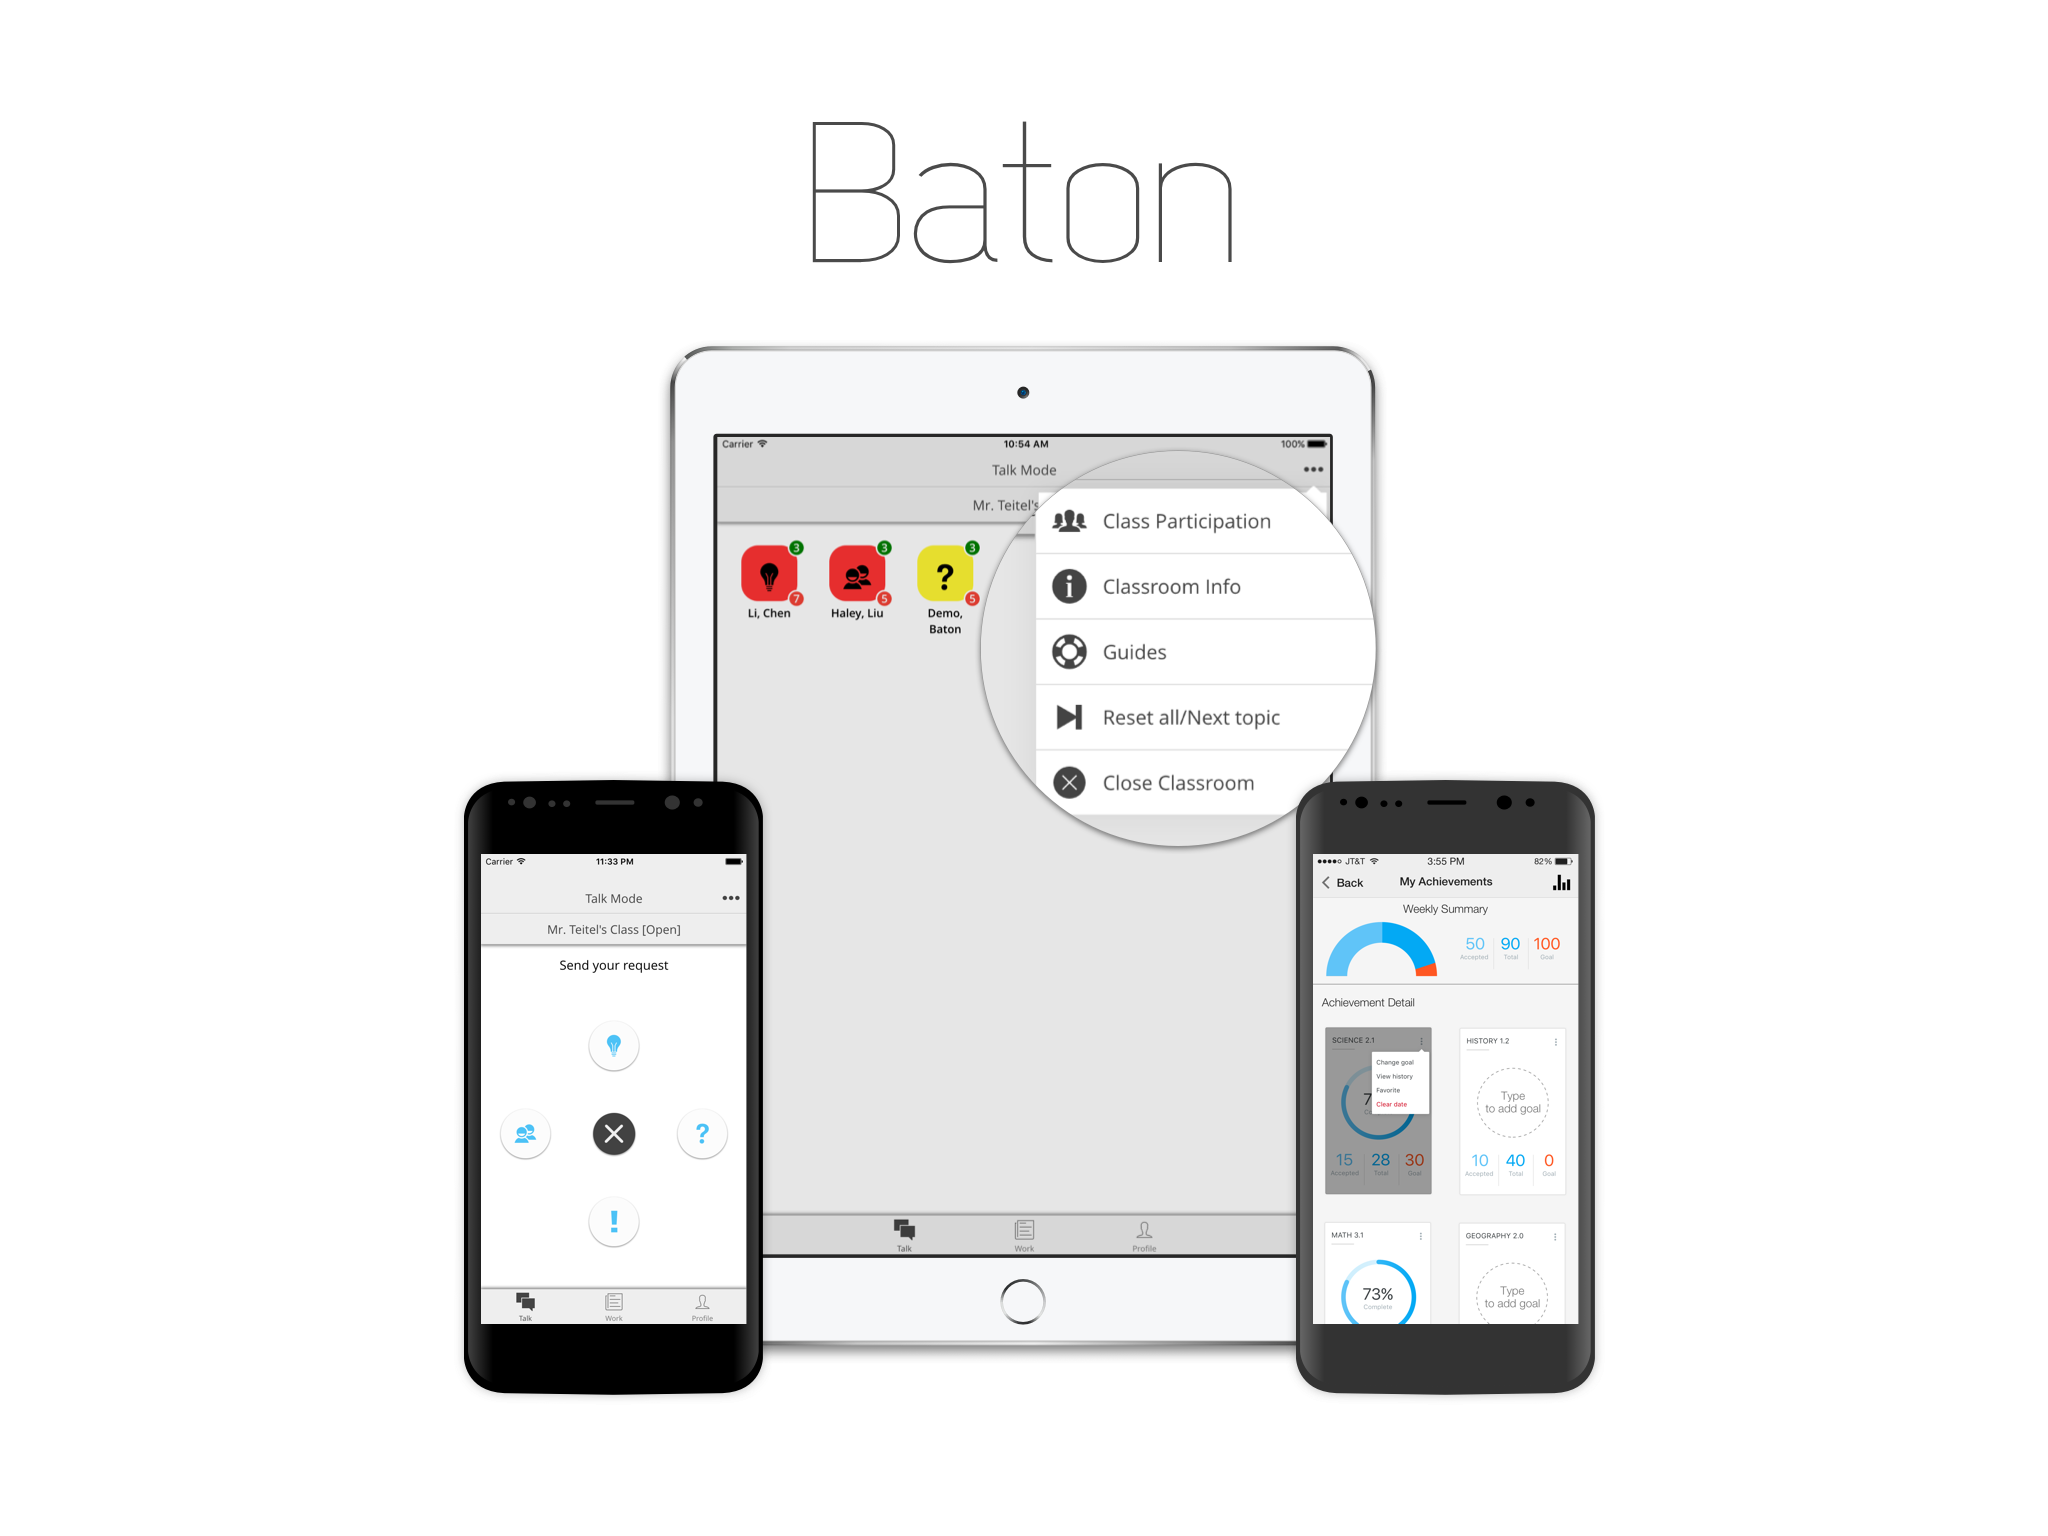 Baton
Carrier
10:54 AM
100%
Talk Mode
Mr. Teitel's
3
3
3
7
5
5
Li, Chen
Haley, Liu
Demo,
Baton
Class Participation
Classroom Info
Guides
Reset all/Next topic
Close Classroom
Talk
Work
Profile
Carrier
11:33 PM
Talk Mode
Mr. Teitel's Class [Open]
Send your request
?
!
Talk
Work
Profile
JT&T
3:55 PM
82%
Back
My Achievements
Weekly Summary
50 90 100
Accepted Total Goal
Achievement Detail
SCIENCE 2.1
Change goal
View history
Favorite
Clear date
15 28 30
Accepted Total Goal
HISTORY 1.2
Type
to add goal
10 40 0
Accepted Total Goal
MATH 3.1
73%
Complete
GEOGRAPHY 2.0
Type
to add goal